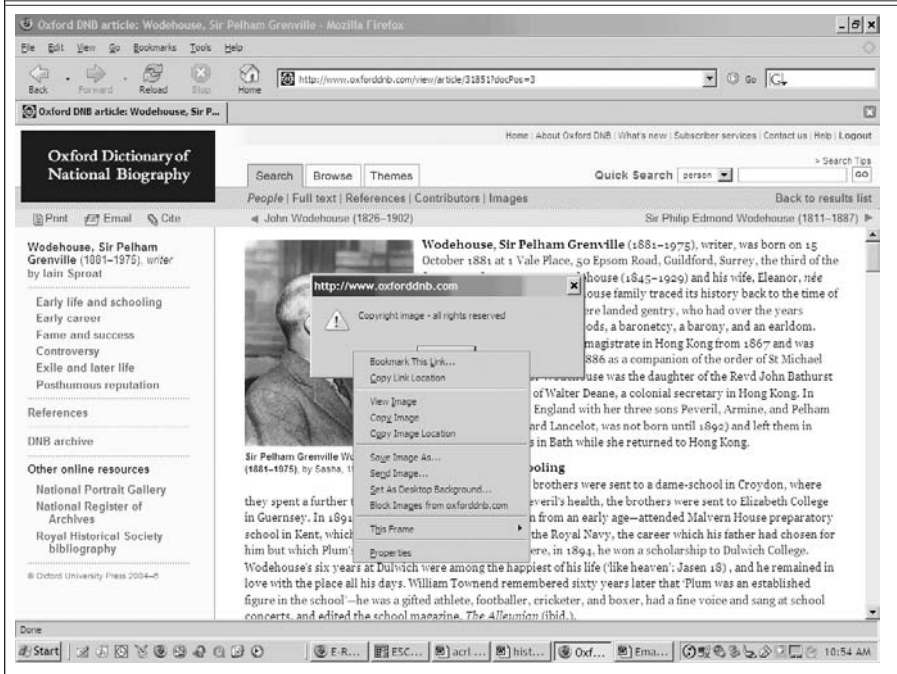 Oxford DNB article: Wodehouse, Sir Pelham Grenville - Mozilla Firefox
File Edit View Go Bookmarks Tools Help
Back Forward Reload Stop Home http://www.oxforddnb.com/view/article/31851?docPos=3 Go
Oxford DNB article: Wodehouse, Sir P...
Home | About Oxford DNB | What's new | Subscriber services | Contact us | Help | Logout
Oxford Dictionary of
National Biography
> Search Tips
Search Browse Themes Quick Search person GO
People | Full text | References | Contributors | Images Back to results list
Print Email Cite
John Wodehouse (1826–1902) Sir Philip Edmond Wodehouse (1811–1887)
Wodehouse, Sir Pelham
Grenville (1881–1975), writer
by Iain Sproat
Early life and schooling
Early career
Fame and success
Controversy
Exile and later life
Posthumous reputation
References
DNB archive
Other online resources
National Portrait Gallery
National Register of
Archives
Royal Historical Society
bibliography
© Oxford University Press 2004–8
Wodehouse, Sir Pelham Grenville (1881–1975), writer, was born on 15
October 1881 at 1 Vale Place, 50 Epsom Road, Guildford, Surrey, the third of the
ehouse (1845–1929) and his wife, Eleanor, née
ouse family traced its history back to the time of
ere landed gentry, who had over the years
ods, a baronetcy, a barony, and an earldom.
magistrate in Hong Kong from 1867 and was
886 as a companion of the order of St Michael
was the daughter of the Revd John Bathurst
of Walter Deane, a colonial secretary in Hong Kong. In
England with her three sons Peveril, Armine, and Pelham
ard Lancelot, was not born until 1892) and left them in
s in Bath while she returned to Hong Kong.
http://www.oxforddnb.com
Copyright image - all rights reserved
Bookmark This Link...
Copy Link Location
View Image
Copy Image
Copy Image Location
Save Image As...
Send Image...
Set As Desktop Background...
Block Images from oxforddnb.com
This Frame
Properties
Sir Pelham Grenville Wo
(1881–1975), by Sasha, 1
ooling
brothers were sent to a dame-school in Croydon, where
they spent a further t everil's health, the brothers were sent to Elizabeth College
in Guernsey. In 1891 n from an early age—attended Malvern House preparatory
school in Kent, which the Royal Navy, the career which his father had chosen for
him but which Plum's ere, in 1894, he won a scholarship to Dulwich College.
Wodehouse's six years at Dulwich were among the happiest of his life ('like heaven'; Jasen 18) , and he remained in
love with the place all his days. William Townend remembered sixty years later that 'Plum was an established
figure in the school'—he was a gifted athlete, footballer, cricketer, and boxer, had a fine voice and sang at school
concerts, and edited the school magazine, The Alleynian (ibid.).
Done
Start E-R... ESC... acrl ... hist... Oxf... Ema... 10:54 AM